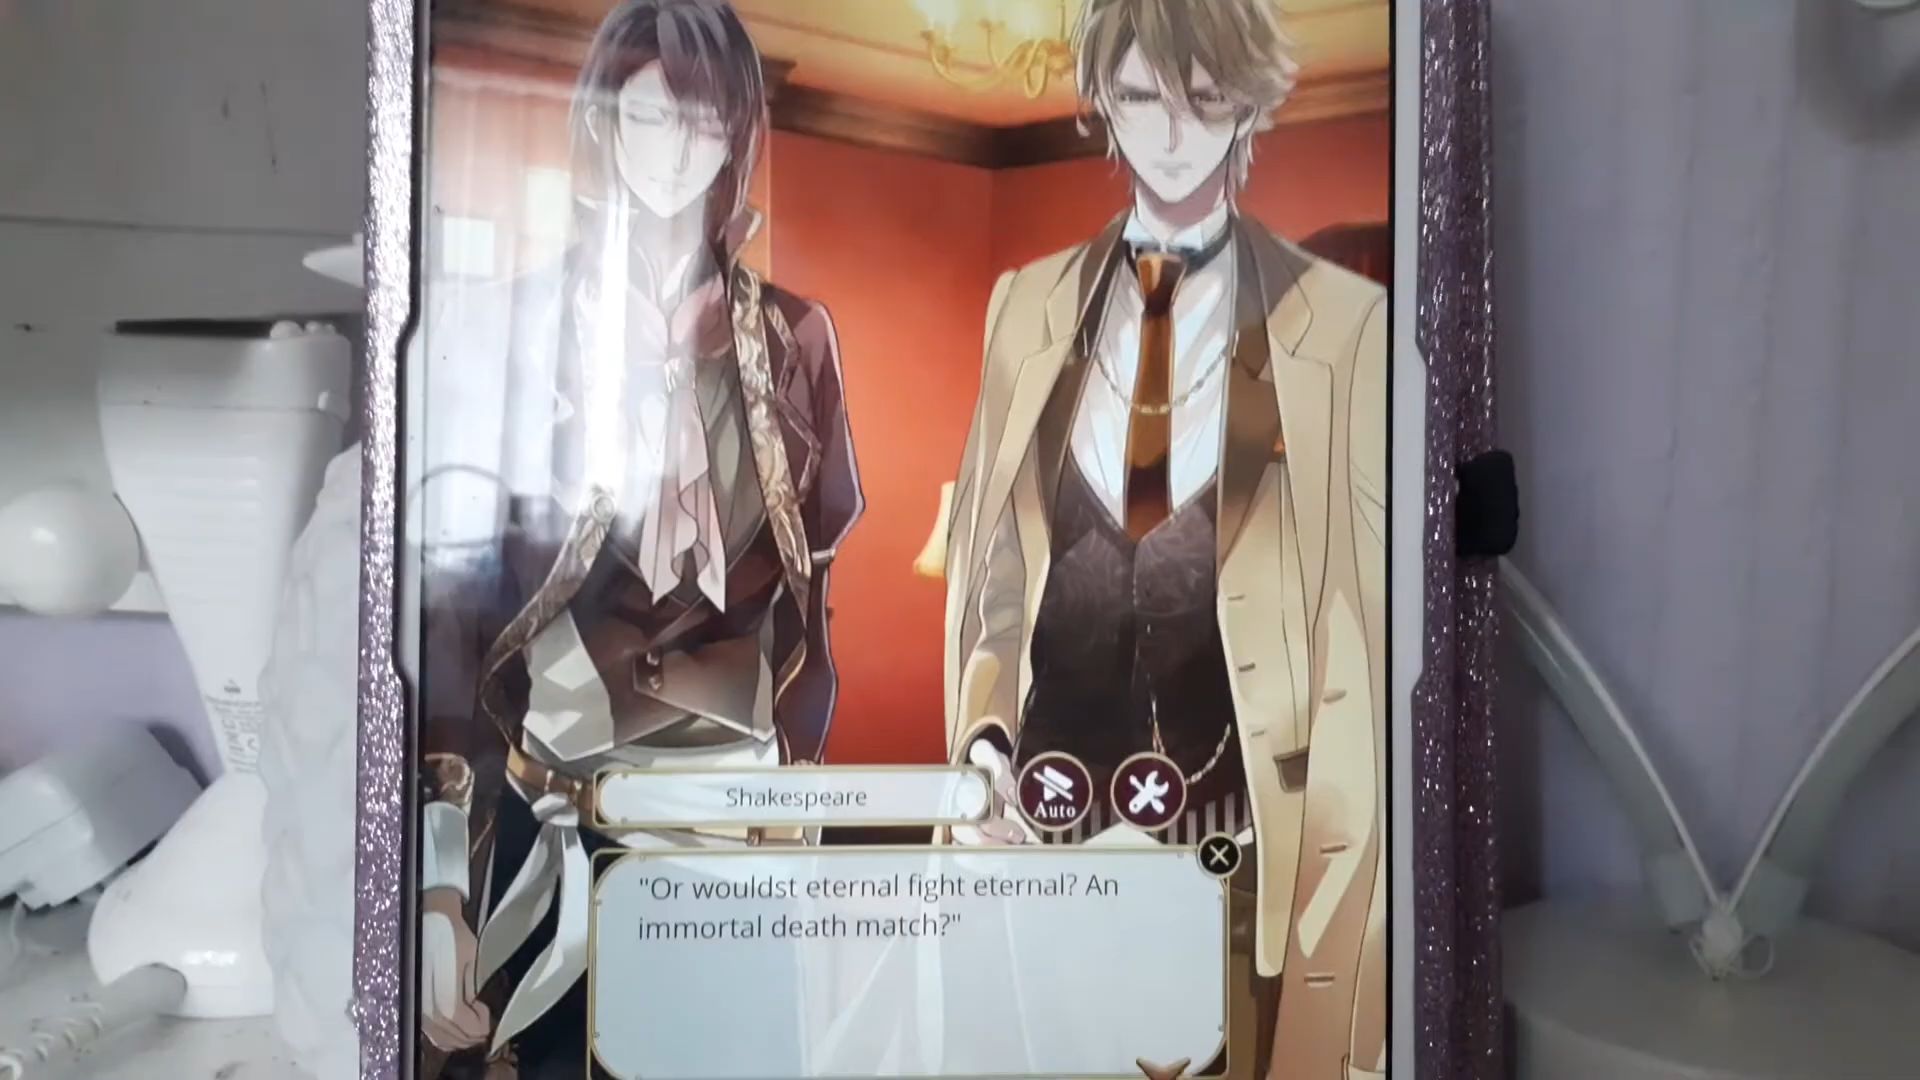 Shakespeare
Auto
"Or wouldst eternal fight eternal? An
immortal death match?"